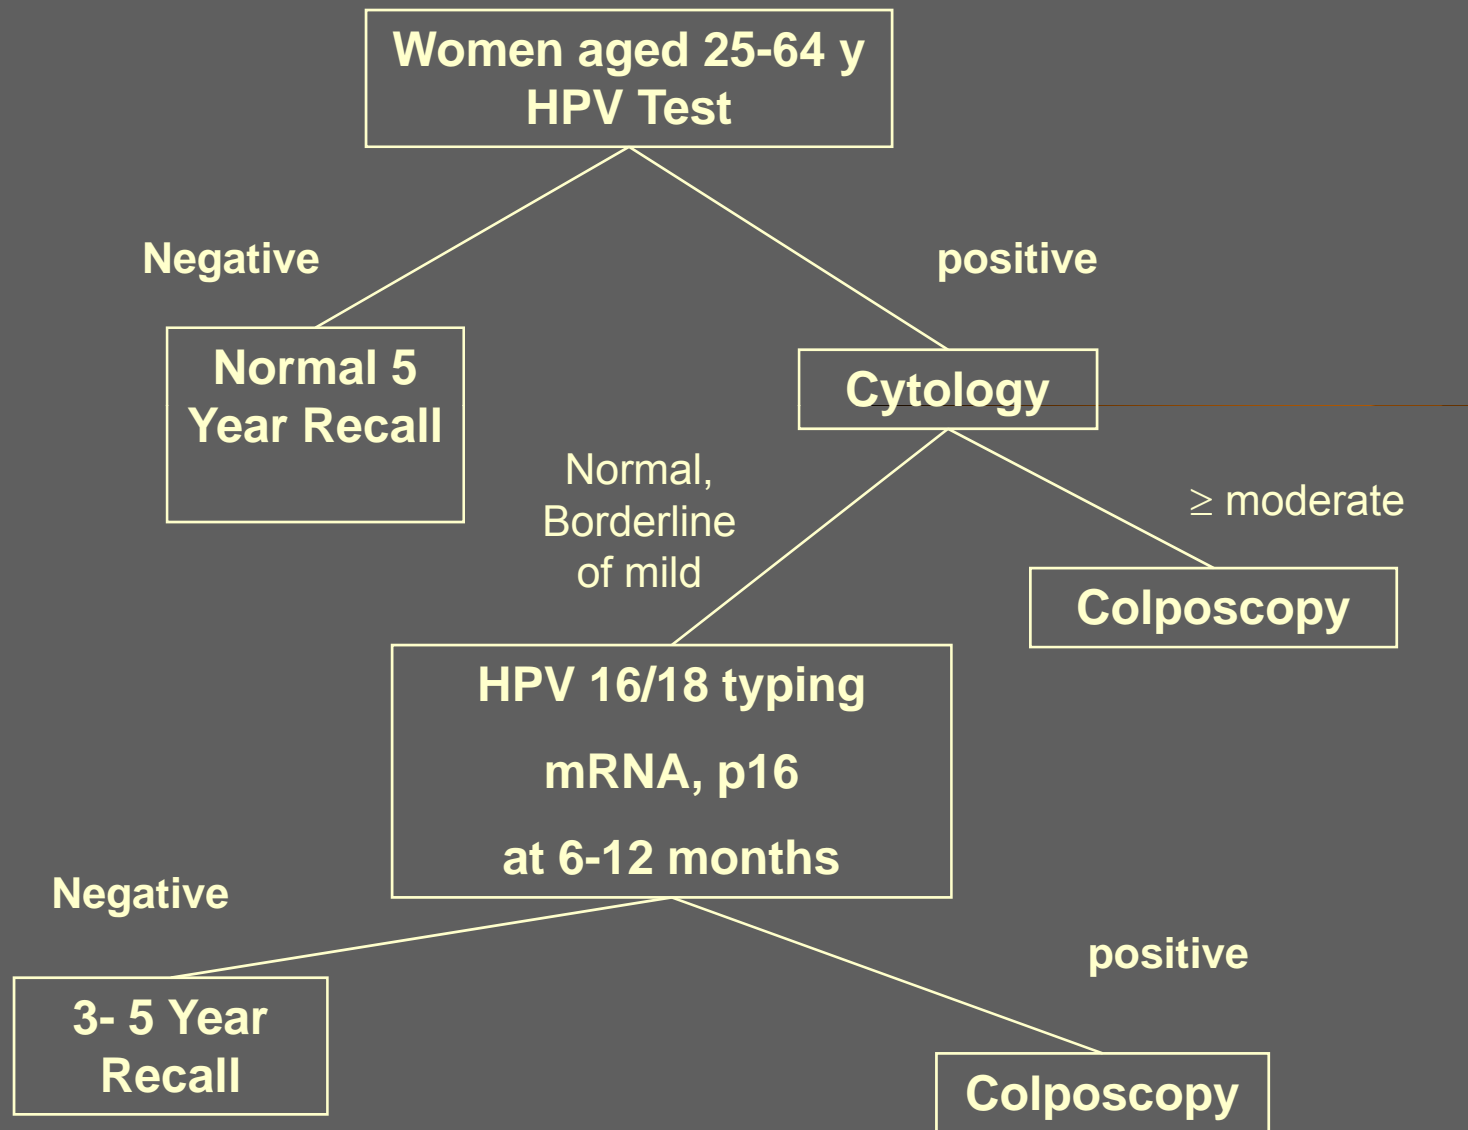 Women aged 25-64 y
HPV Test
Negative
positive
Normal 5
Year Recall
Cytology
Normal,
Borderline
of mild
≥ moderate
Colposcopy
HPV 16/18 typing
mRNA, p16
at 6-12 months
Negative
positive
3- 5 Year
Recall
Colposcopy